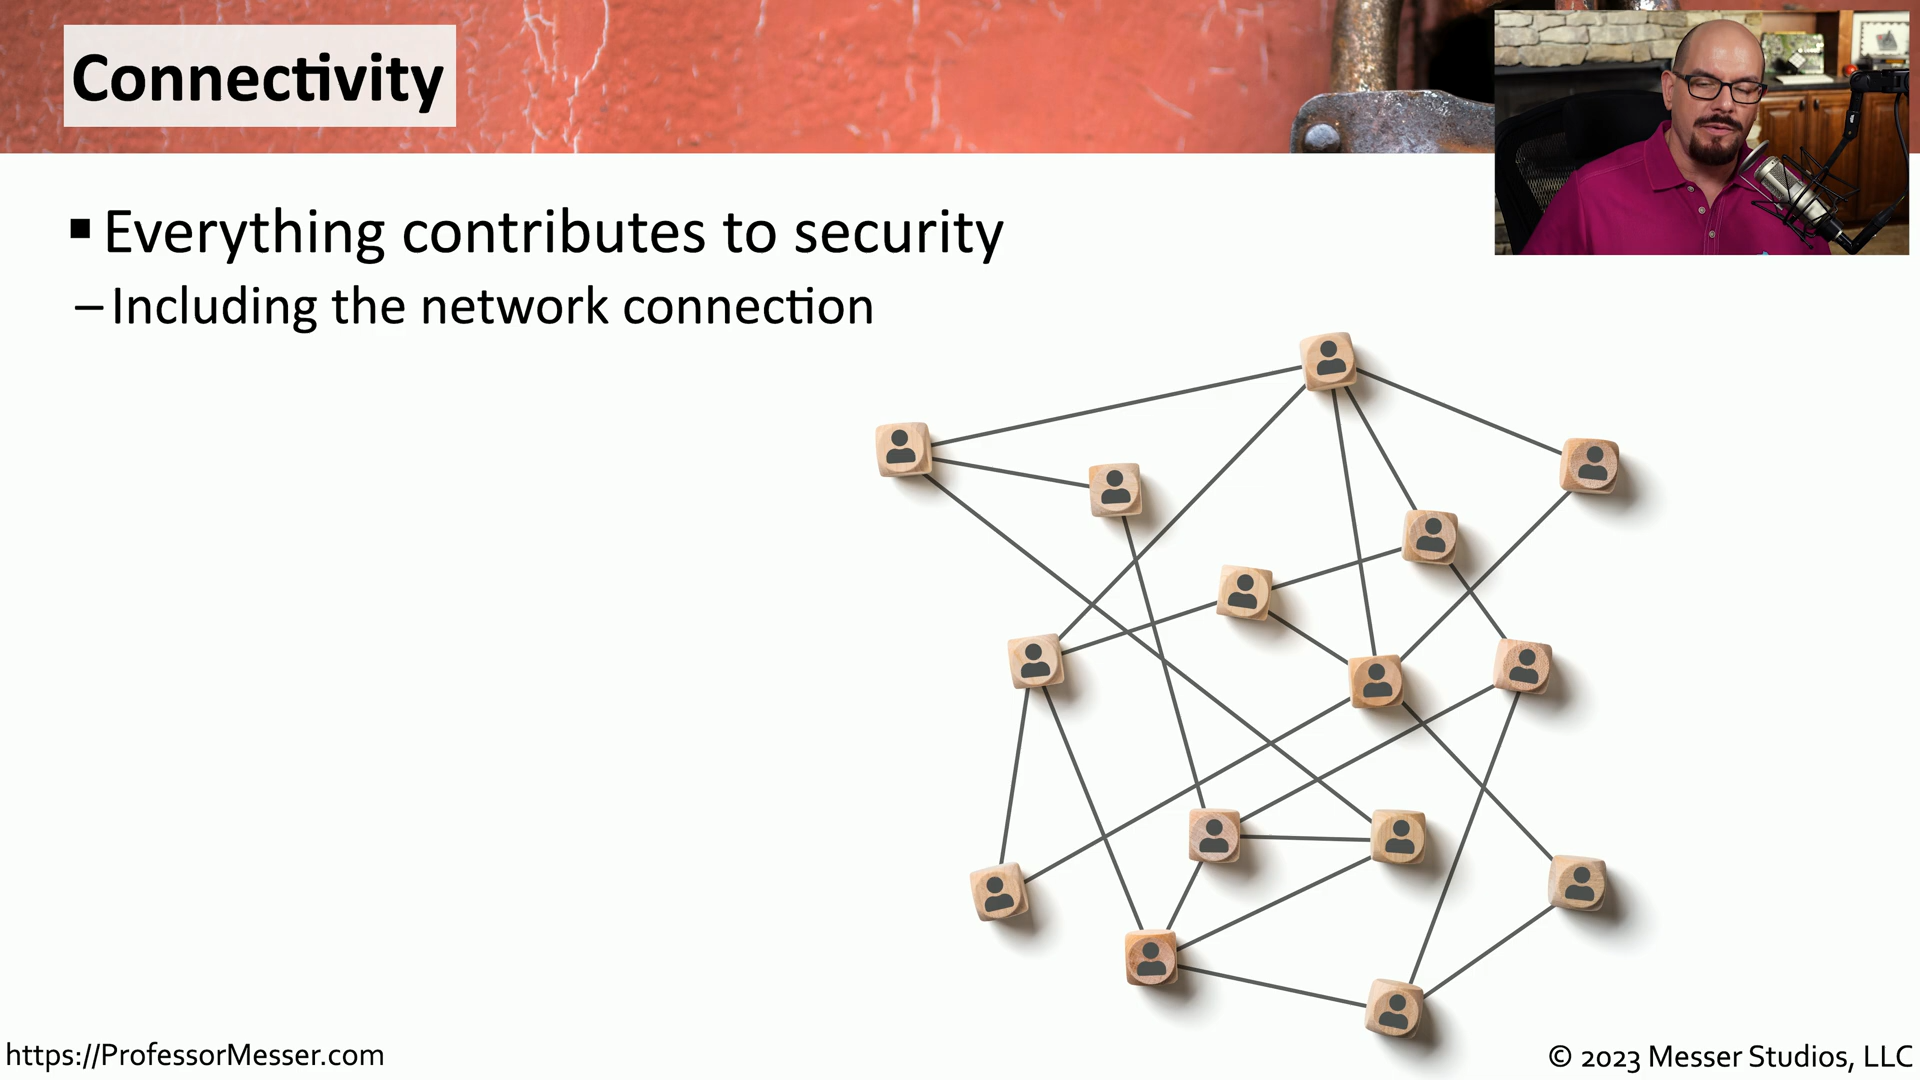 Connectivity
▪ Everything contributes to security
– Including the network connection
https://ProfessorMesser.com
© 2023 Messer Studios, LLC